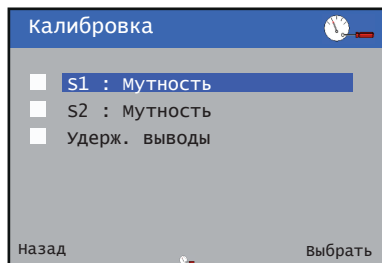 Калибровка
S1 : Мутность
S2 : Мутность
Удерж. выводы
Назад
Выбрать